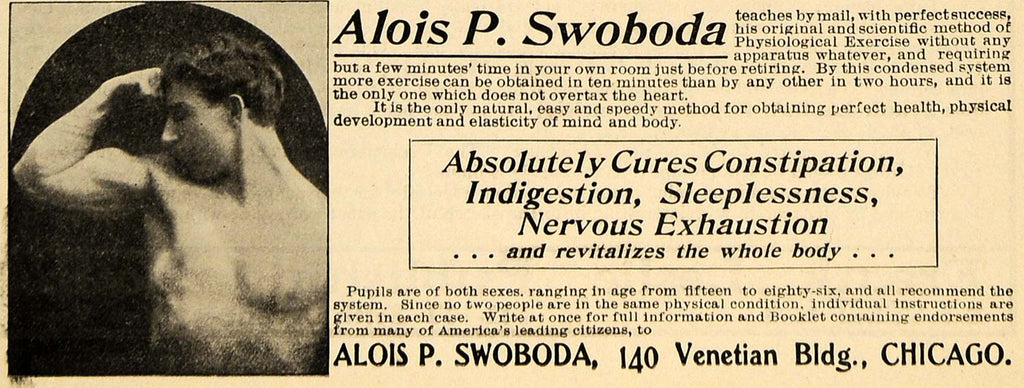 Alois P. Swoboda teaches by mail, with perfect success,
his original and scientific method of
Physiological Exercise without any
apparatus whatever, and requiring
but a few minutes' time in your own room just before retiring. By this condensed system
more exercise can be obtained in ten minutes than by any other in two hours, and it is
the only one which does not overtax the heart.
It is the only natural, easy and speedy method for obtaining perfect health, physical
development and elasticity of mind and body.
Absolutely Cures Constipation,
Indigestion, Sleeplessness,
Nervous Exhaustion
. . . and revitalizes the whole body . . .
Pupils are of both sexes, ranging in age from fifteen to eighty-six, and all recommend the
system. Since no two people are in the same physical condition, individual instructions are
given in each case. Write at once for full information and Booklet containing endorsements
from many of America's leading citizens, to
ALOIS P. SWOBODA, 140 Venetian Bldg., CHICAGO.